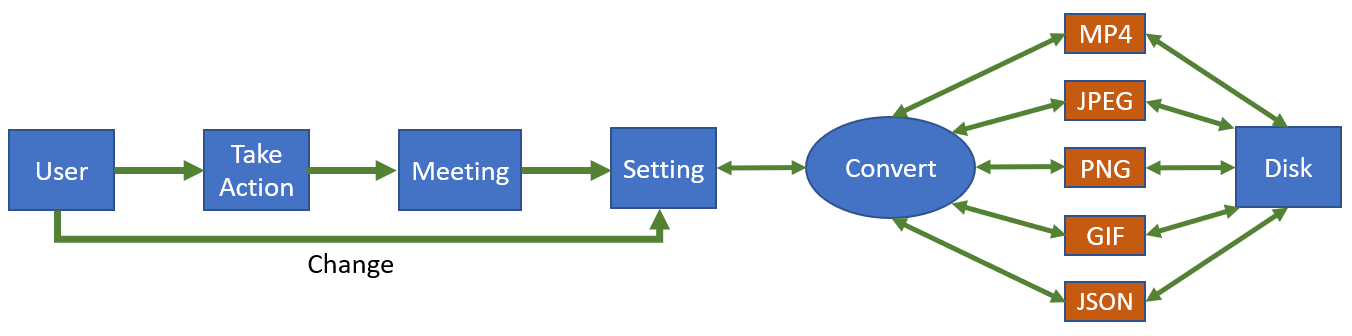 User
Take
Action
Meeting
Setting
Change
Convert
MP4
JPEG
PNG
GIF
JSON
Disk